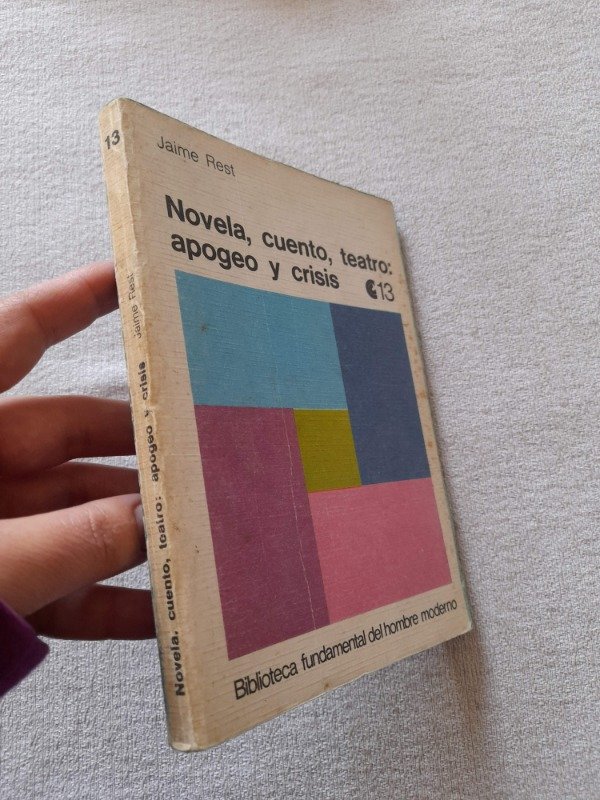 Jaime Rest
Novela, cuento, teatro:
apogeo y crisis
13
Biblioteca fundamental del hombre moderno
13
Jaime Rest
Novela, cuento, teatro: apogeo y crisis